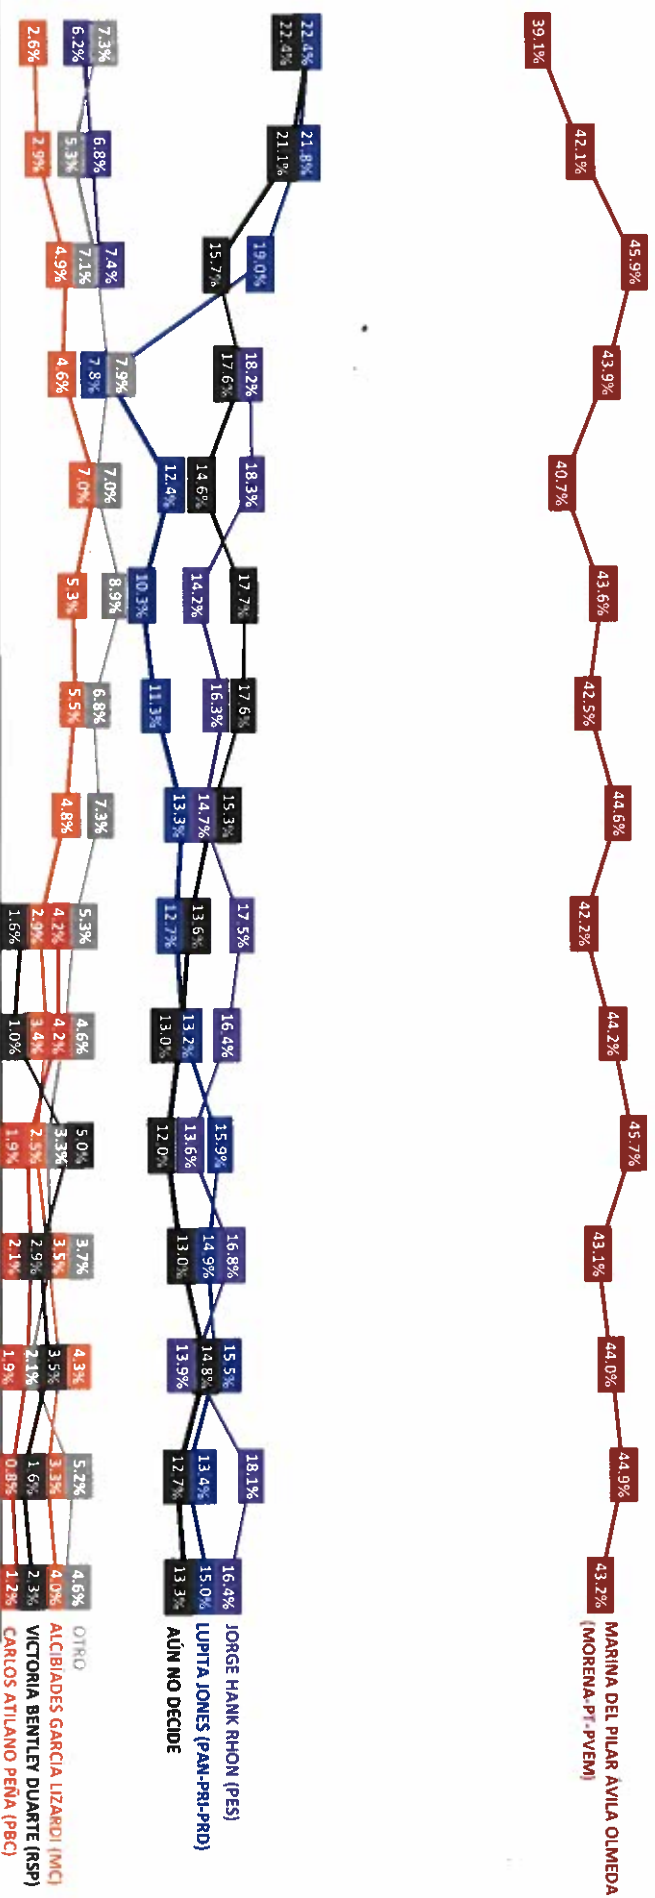 39.1% 42.1% 45.9% 43.9% 40.7% 43.6% 42.5% 44.6% 42.2% 44.2% 45.7% 43.1% 44.0% 44.9% 43.2%
MARINA DEL PILAR ÁVILA OLMEDA
(MORENA-PT-PVEM)
6.2% 6.8% 7.4% 18.2% 18.3% 14.2% 16.3% 14.7% 17.5% 16.4% 13.6% 16.8% 13.9% 18.1% 16.4%
JORGE HANK RHON (PES)
22.4% 21.8% 19.0% 7.8% 12.4% 10.3% 11.3% 13.3% 12.7% 13.2% 15.9% 14.9% 15.5% 13.4% 15.0%
LUPITA JONES (PAN-PRI-PRD)
22.4% 21.1% 15.7% 17.6% 14.6% 17.7% 17.6% 15.3% 13.6% 13.0% 12.0% 13.0% 14.8% 12.7% 13.3%
AÚN NO DECIDE
7.3% 5.3% 7.1% 7.9% 7.0% 8.9% 6.8% 7.3% 5.3% 4.6% 3.3% 3.7% 2.1% 5.2% 4.6%
OTRO
2.6% 2.9% 4.9% 4.6% 7.0% 5.3% 5.5% 4.8% 2.9% 3.4% 2.5% 3.5% 4.3% 3.3% 4.0%
ALCIBÍADES GARCIA LIZARDI (MC)
1.6% 1.0% 5.0% 2.9% 3.5% 1.6% 2.3%
VICTORIA BENTLEY DUARTE (RSP)
4.2% 4.2% 1.9% 2.1% 1.9% 0.8% 1.2%
CARLOS ATILANO PEÑA (PBC)